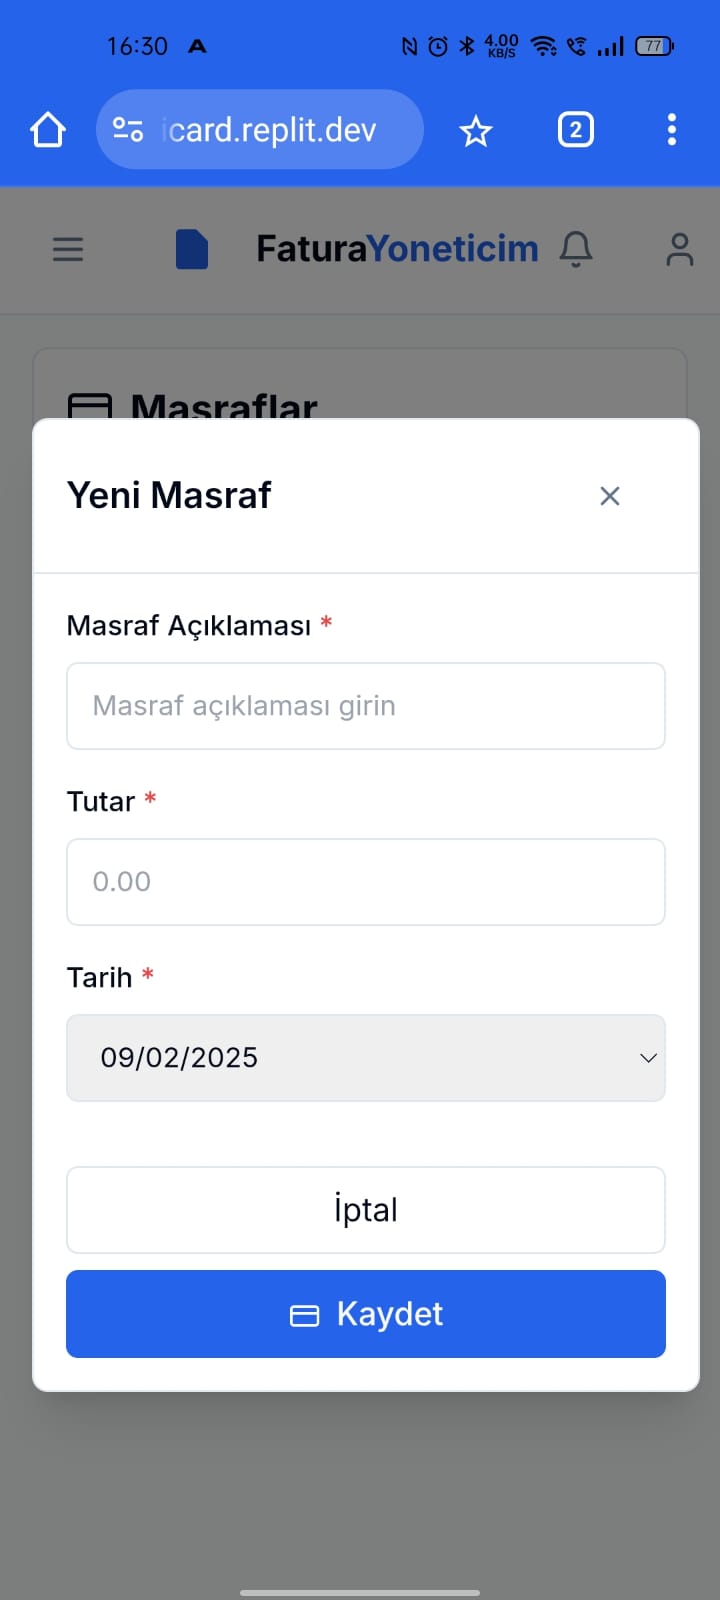 16:30 A 4.00 KB/S 77
icard.replit.dev 2
FaturaYoneticim
Masraflar
Yeni Masraf
Masraf Açıklaması *
Masraf açıklaması girin
Tutar *
0.00
Tarih *
09/02/2025
İptal
Kaydet